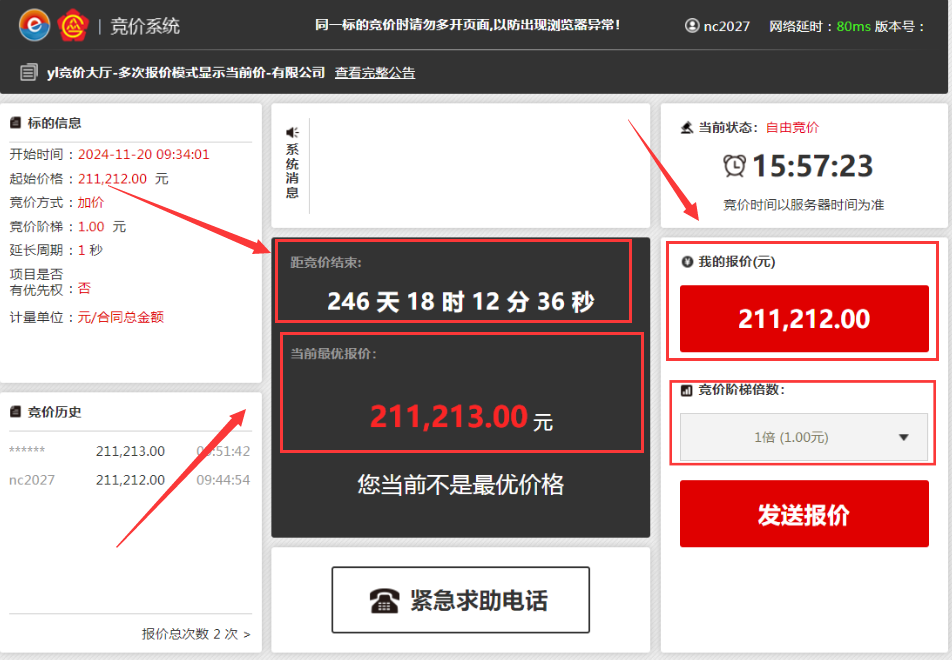 竞价系统
同一标的竞价时请勿多开页面,以防出现浏览器异常!
nc2027 网络延时：80ms 版本号：
yl竞价大厅-多次报价模式显示当前价-有限公司 查看完整公告
标的信息
开始时间：2024-11-20 09:34:01
起始价格：211,212.00 元
竞价方式：加价
竞价阶梯：1.00 元
延长周期：1 秒
项目是否
有优先权：否
计量单位：元/合同总金额
竞价历史
****** 211,213.00 09:51:42
nc2027 211,212.00 09:44:54
报价总次数 2 次 >
系统消息
距竞价结束:
246 天 18 时 12 分 36 秒
当前最优报价:
211,213.00 元
您当前不是最优价格
紧急求助电话
当前状态: 自由竞价
15:57:23
竞价时间以服务器时间为准
我的报价(元)
211,212.00
竞价阶梯倍数:
1倍 (1.00元)
发送报价